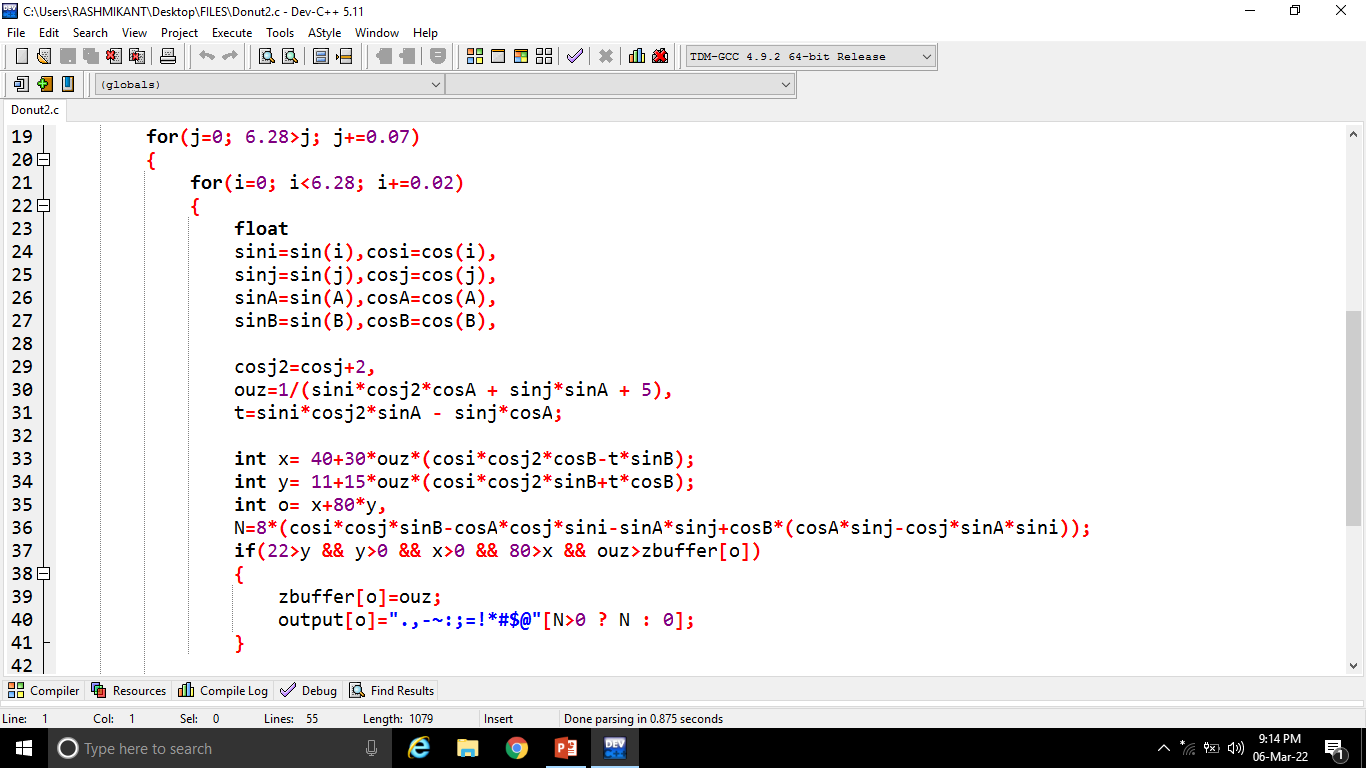 C:\Users\RASHMIKANT\Desktop\FILES\Donut2.c - Dev-C++ 5.11
File Edit Search View Project Execute Tools AStyle Window Help
TDM-GCC 4.9.2 64-bit Release
(globals)
Donut2.c
19 for(j=0; 6.28>j; j+=0.07)
20 {
21 for(i=0; i<6.28; i+=0.02)
22 {
23 float
24 sini=sin(i),cosi=cos(i),
25 sinj=sin(j),cosj=cos(j),
26 sinA=sin(A),cosA=cos(A),
27 sinB=sin(B),cosB=cos(B),
28
29 cosj2=cosj+2,
30 ouz=1/(sini*cosj2*cosA + sinj*sinA + 5),
31 t=sini*cosj2*sinA - sinj*cosA;
32
33 int x= 40+30*ouz*(cosi*cosj2*cosB-t*sinB);
34 int y= 11+15*ouz*(cosi*cosj2*sinB+t*cosB);
35 int o= x+80*y,
36 N=8*(cosi*cosj*sinB-cosA*cosj*sini-sinA*sinj+cosB*(cosA*sinj-cosj*sinA*sini));
37 if(22>y && y>0 && x>0 && 80>x && ouz>zbuffer[o])
38 {
39 zbuffer[o]=ouz;
40 output[o]=".,-~:;=!*#$@"[N>0 ? N : 0];
41 }
42
Compiler Resources Compile Log Debug Find Results
Line: 1 Col: 1 Sel: 0 Lines: 55 Length: 1079 Insert Done parsing in 0.875 seconds
Type here to search
DEV
9:14 PM
06-Mar-22
1